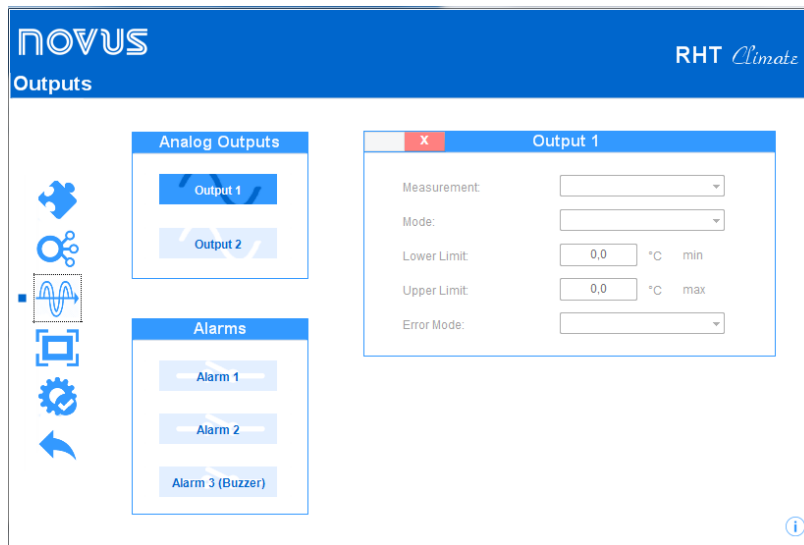 NOVUS
RHT Climate
Outputs
Analog Outputs
Output 1
Output 2
Alarms
Alarm 1
Alarm 2
Alarm 3 (Buzzer)
X Output 1
Measurement:
Mode:
Lower Limit: 0,0 °C min
Upper Limit: 0,0 °C max
Error Mode:
i